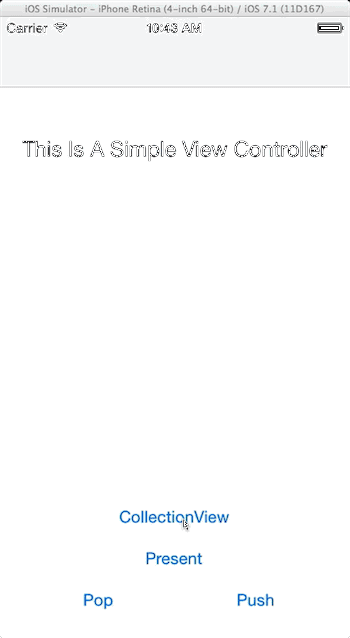 iOS Simulator – iPhone Retina (4-inch 64-bit) / iOS 7.1 (11D167)
Carrier 10:43 AM
This Is A Simple View Controller
CollectionView
Present
Pop Push